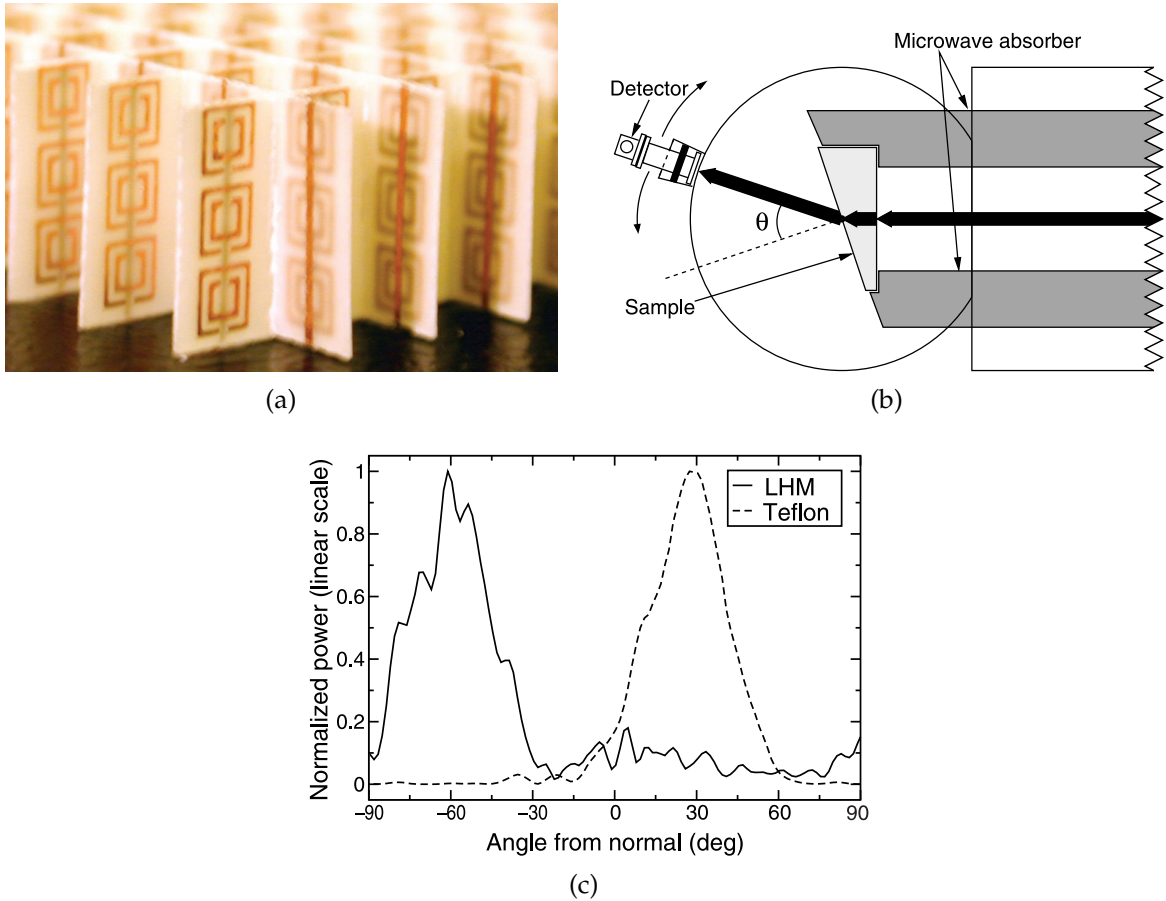 Microwave absorber
Detector
θ
Sample
(a)
(b)
Normalized power (linear scale)
1
0.8
0.6
0.4
0.2
0
LHM
Teflon
−90
−60
−30
0
30
60
90
Angle from normal (deg)
(c)